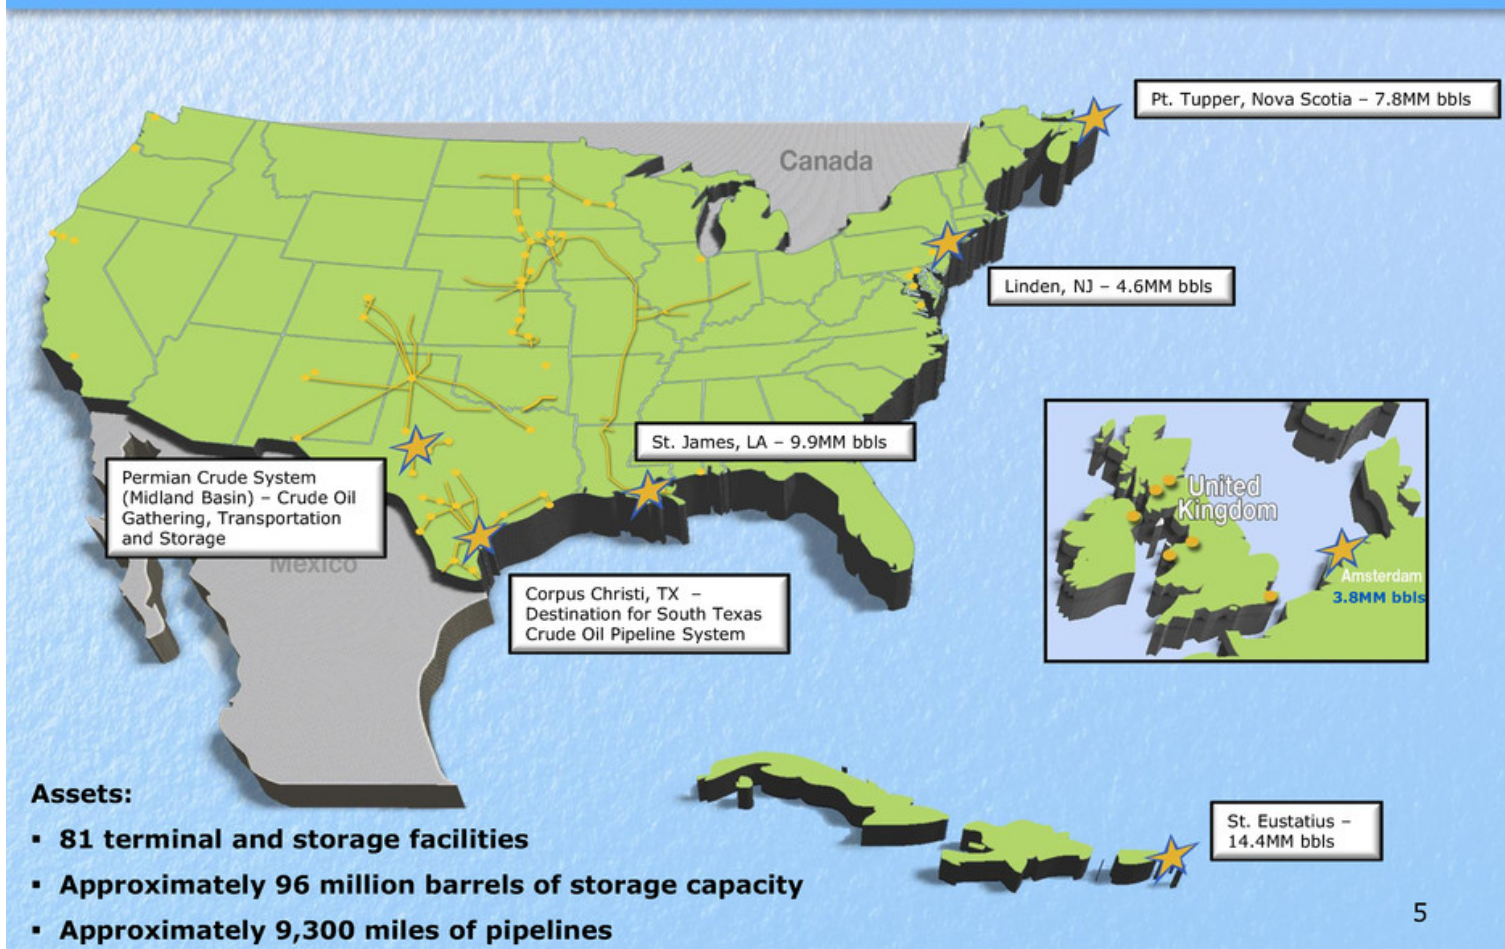 Pt. Tupper, Nova Scotia – 7.8MM bbls
Canada
Linden, NJ – 4.6MM bbls
St. James, LA – 9.9MM bbls
Permian Crude System
(Midland Basin) – Crude Oil
Gathering, Transportation
and Storage
Mexico
Corpus Christi, TX –
Destination for South Texas
Crude Oil Pipeline System
United
Kingdom
Amsterdam
3.8MM bbls
St. Eustatius –
14.4MM bbls
Assets:
▪ 81 terminal and storage facilities
▪ Approximately 96 million barrels of storage capacity
▪ Approximately 9,300 miles of pipelines
5